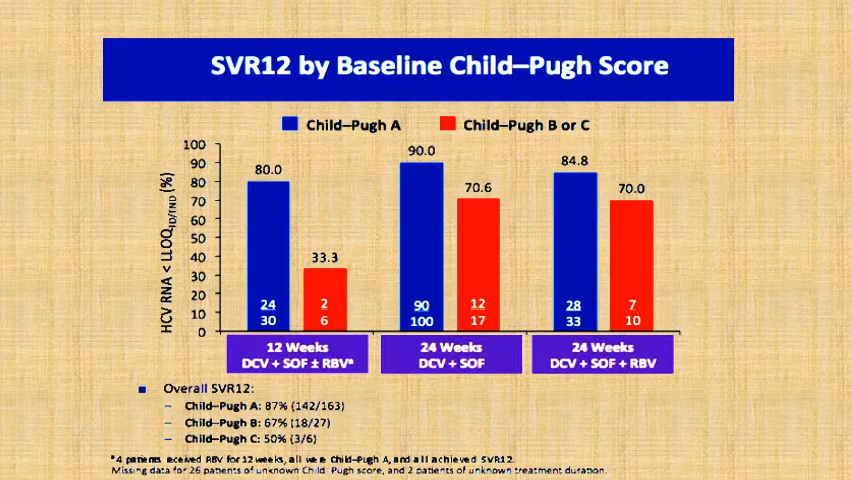 SVR12 by Baseline Child–Pugh Score
Child–Pugh A
Child–Pugh B or C
HCV RNA < LLOQTD/TND (%)
100
90
80
70
60
50
40
30
20
10
0
80.0
33.3
90.0
70.6
84.8
70.0
24
30
2
6
90
100
12
17
28
33
7
10
12 Weeks
DCV + SOF ± RBVª
24 Weeks
DCV + SOF
24 Weeks
DCV + SOF + RBV
■ Overall SVR12:
– Child–Pugh A: 87% (142/163)
– Child–Pugh B: 67% (18/27)
– Child–Pugh C: 50% (3/6)
ª 4 patients received RBV for 12 weeks, all were Child–Pugh A, and all achieved SVR12.
Missing data for 26 patients of unknown Child-Pugh score, and 2 patients of unknown treatment duration.